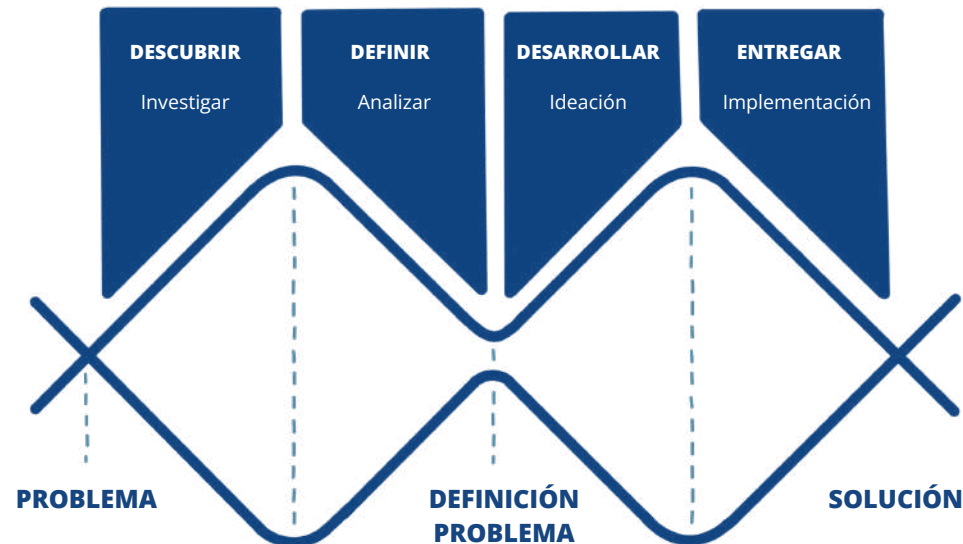 DESCUBRIR
Investigar
DEFINIR
Analizar
DESARROLLAR
Ideación
ENTREGAR
Implementación
PROBLEMA
DEFINICIÓN
PROBLEMA
SOLUCIÓN